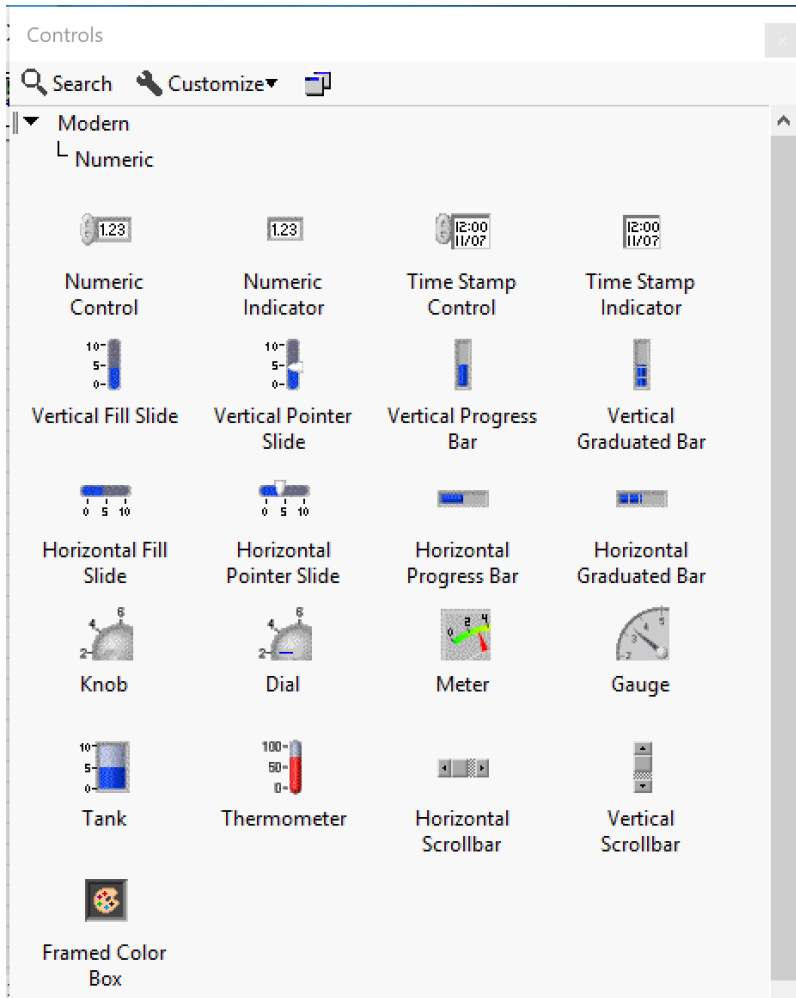 Controls
Search Customize
Modern
Numeric
1.23 1.23 12:00 12:00
11/07 11/07
Numeric Numeric Time Stamp Time Stamp
Control Indicator Control Indicator
10- 10-
5- 5-
0- 0-
Vertical Fill Slide Vertical Pointer Vertical Progress Vertical
Slide Bar Graduated Bar
0 5 10 0 5 10
Horizontal Fill Horizontal Horizontal Horizontal
Slide Pointer Slide Progress Bar Graduated Bar
6 6
4 4 0 2 4 3 4 5
2- 2- 2
Knob Dial Meter Gauge
10- 100-
5- 50-
0- 0-
Tank Thermometer Horizontal Vertical
Scrollbar Scrollbar
Framed Color
Box